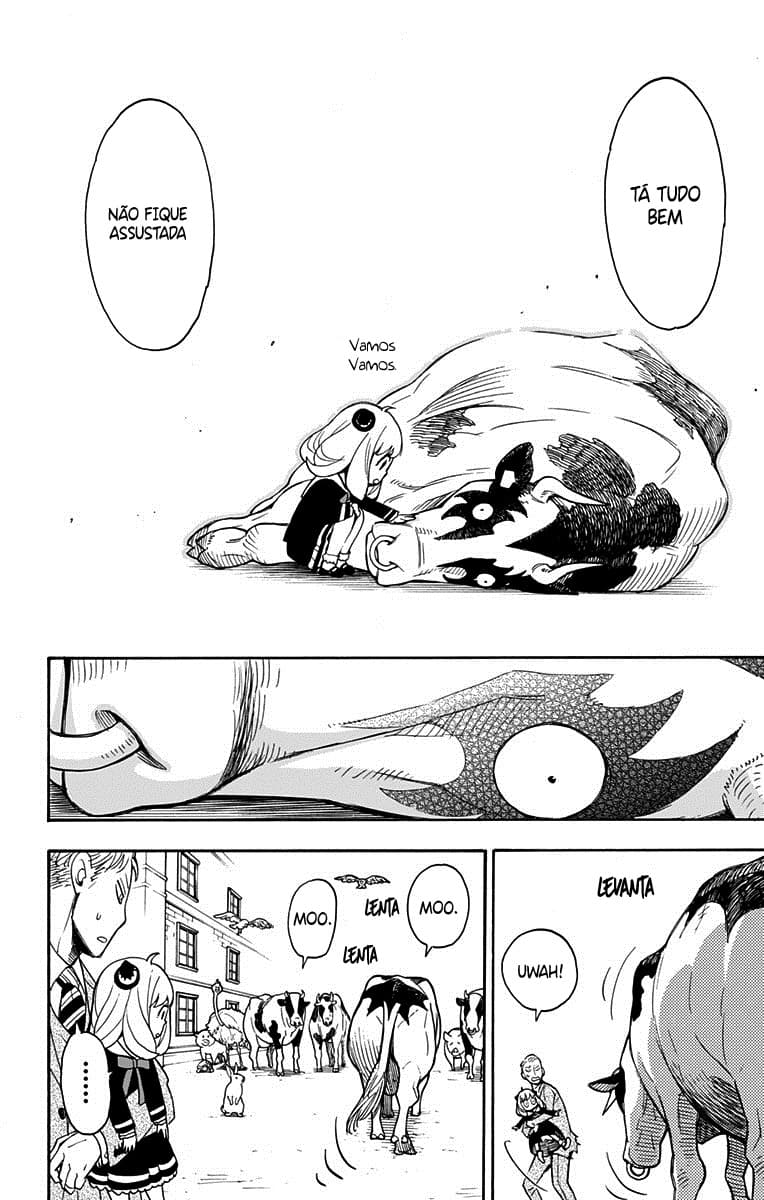 TÁ TUDO
BEM
NÃO FIQUE
ASSUSTADA
Vamos
Vamos.
LEVANTA
UWAH!
MOO.
LENTA
MOO.
LENTA
......